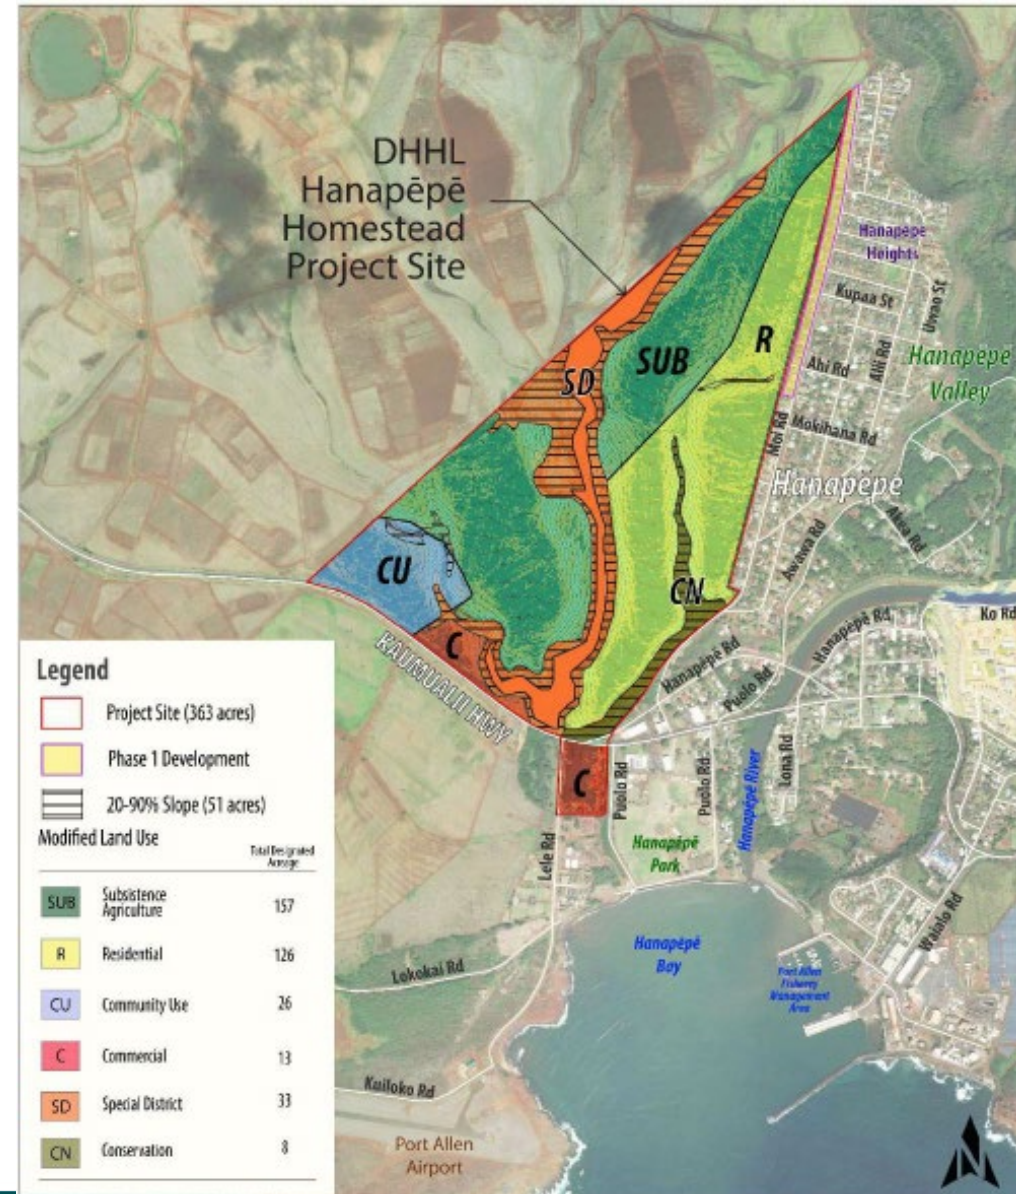 DHHL
Hanapēpē
Homestead
Project Site
Hanapēpē
Heights
Kupaa St
Uwao St
R
SUB
SD
Ahi Rd
Alii Rd
Hanapēpē
Valley
Moi Rd
Mokihana Rd
Hanapēpē
Awawa Rd
Akia Rd
CU
CN
Ko Rd
C
KAUMUALII HWY
Hanapēpē Rd
Hanapēpē Rd
Puolo Rd
C
Puolo Rd
Puolo Rd
Hanapēpē River
Lona Rd
Lele Rd
Hanapēpē
Park
Hanapēpē
Bay
Waialo Rd
Port Allen
Fishery
Management
Area
Lokokai Rd
Kuiloko Rd
Port Allen
Airport
N
Legend
Project Site (363 acres)
Phase 1 Development
20-90% Slope (51 acres)
Modified Land Use
Total Designated
Acreage
SUB Subsistence Agriculture 157
R Residential 126
CU Community Use 26
C Commercial 13
SD Special District 33
CN Conservation 8